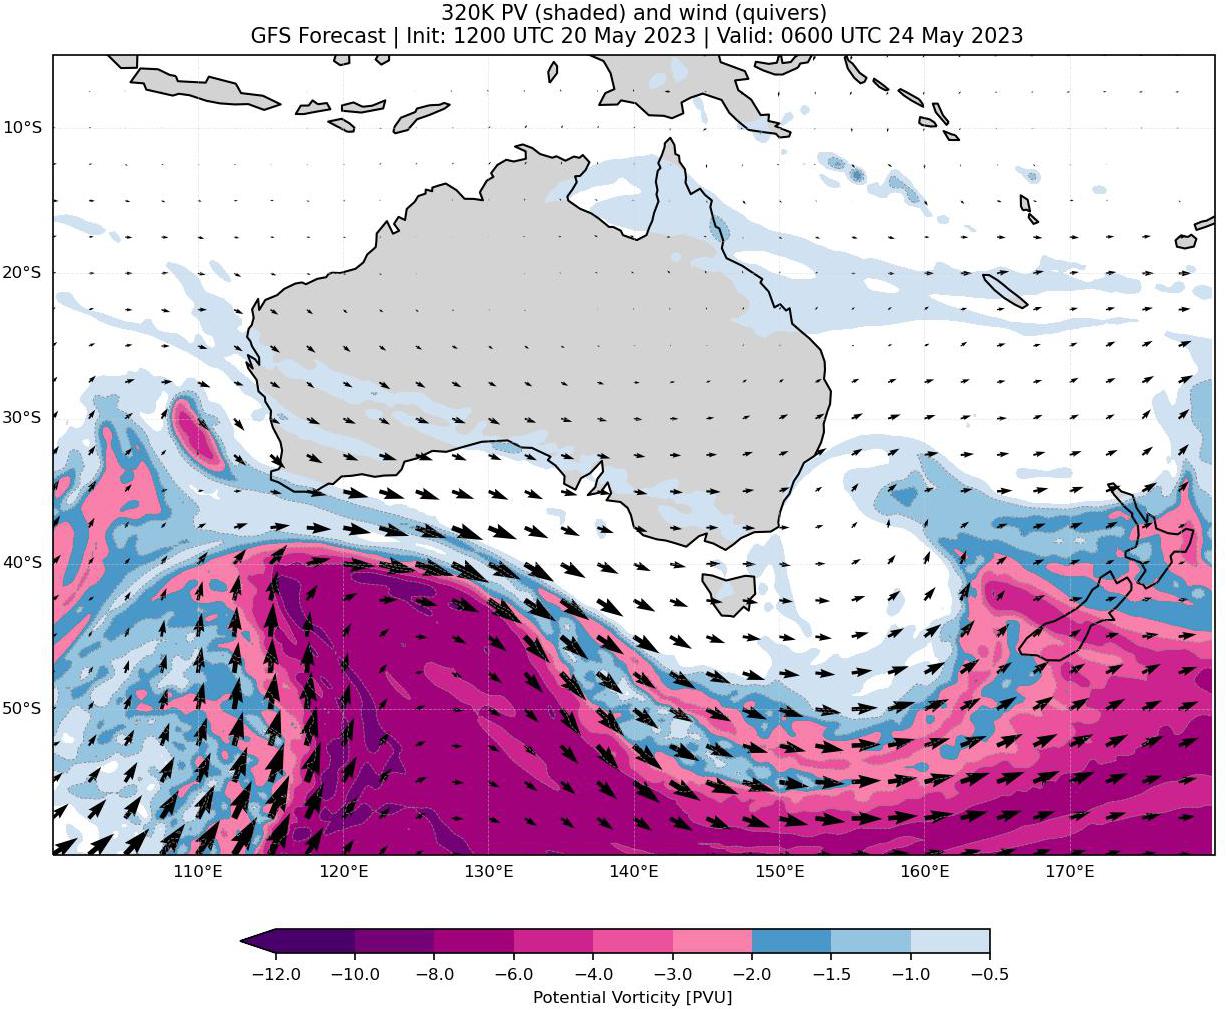 320K PV (shaded) and wind (quivers)
GFS Forecast | Init: 1200 UTC 20 May 2023 | Valid: 0600 UTC 24 May 2023
10°S
20°S
30°S
40°S
50°S
110°E 120°E 130°E 140°E 150°E 160°E 170°E
−12.0 −10.0 −8.0 −6.0 −4.0 −3.0 −2.0 −1.5 −1.0 −0.5
Potential Vorticity [PVU]